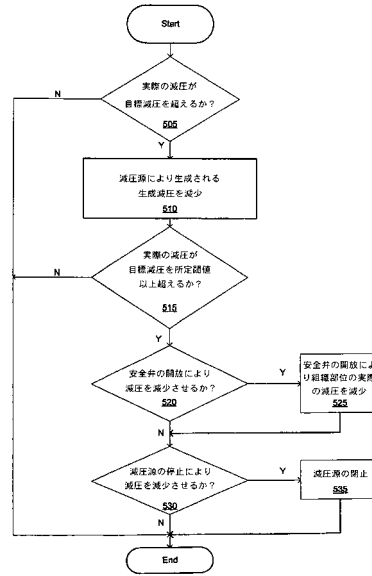 Start
実際の減圧が
目標減圧を超えるか？
505
N
Y
減圧源により生成される
生成減圧を減少
510
実際の減圧が
目標減圧を所定閾値
以上超えるか？
515
N
Y
安全弁の開放により
減圧を減少させるか？
520
Y
安全弁の開放によ
り組織部位の実際
の減圧を減少
525
N
減圧源の停止により
減圧を減少させるか？
530
Y
減圧源の閉止
535
N
End